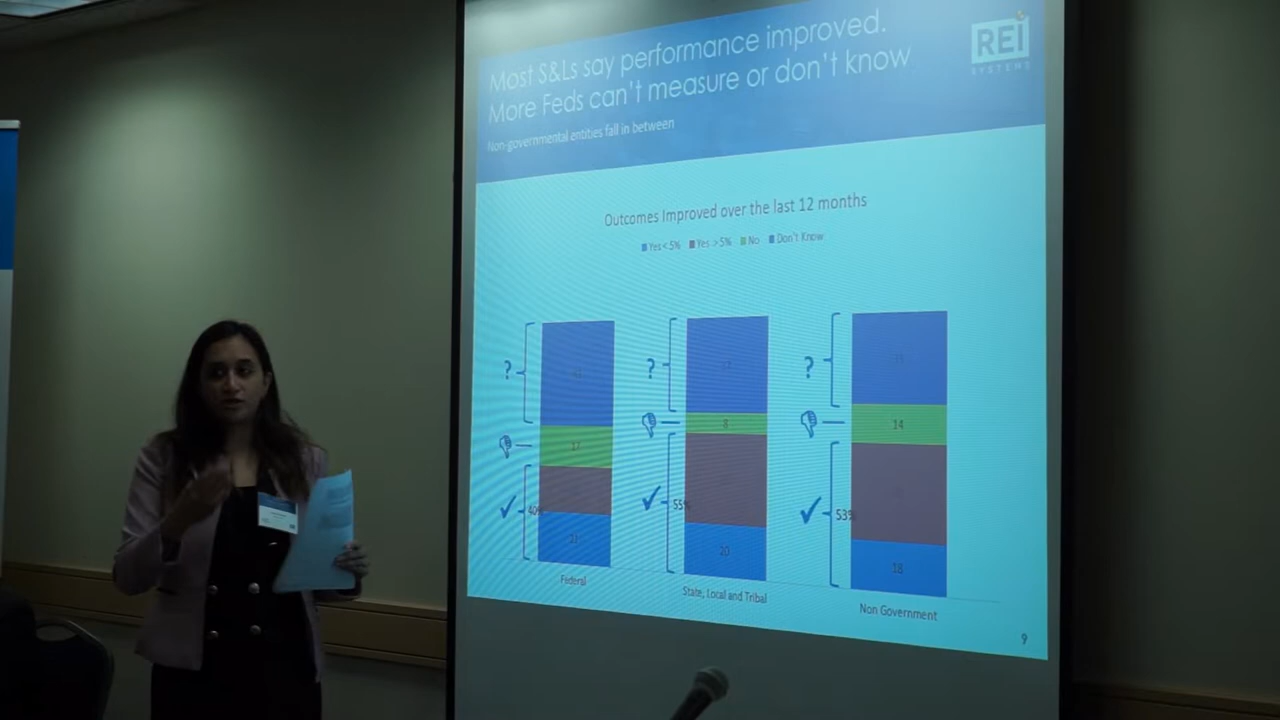 Most S&Ls say performance improved.
More Feds can't measure or don't know
Non-governmental entities fall in between
REI
SYSTEMS
Outcomes Improved over the last 12 months
Yes < 5% Yes > 5% No Don't Know
? ? ?
17 8 14
55% 53%
20 18
Federal State, Local and Tribal Non Government
9